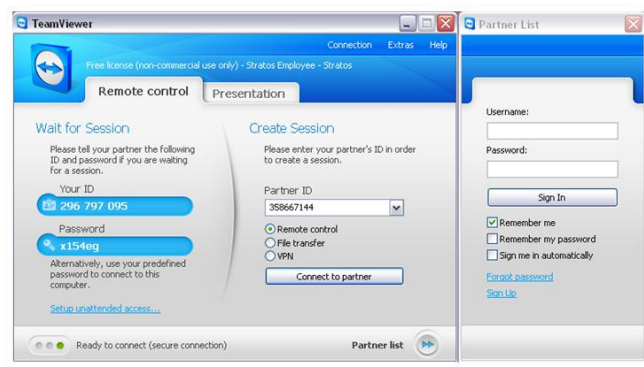 TeamViewer
Connection Extras Help
Free license (non-commercial use only) - Stratos Employee - Stratos
Remote control
Presentation
Wait for Session
Please tell your partner the following
ID and password if you are waiting
for a session.
Your ID
296 797 095
Password
x154eg
Alternatively, use your predefined
password to connect to this
computer.
Setup unattended access...
Create Session
Please enter your partner's ID in order
to create a session.
Partner ID
358667144
Remote control
File transfer
VPN
Connect to partner
Ready to connect (secure connection)
Partner list
Partner List
Username:
Password:
Sign In
Remember me
Remember my password
Sign me in automatically
Forgot password
Sign Up